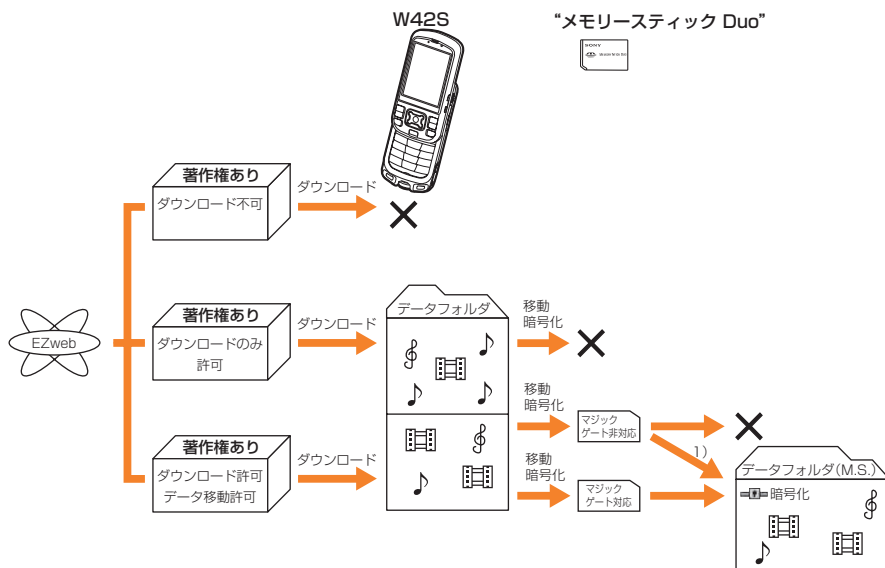 W42S
“メモリースティック Duo”
SONY
著作権あり
ダウンロード不可
ダウンロード
EZweb
著作権あり
ダウンロードのみ
許可
ダウンロード
データフォルダ
移動
暗号化
著作権あり
ダウンロード許可
データ移動許可
ダウンロード
移動
暗号化
マジック
ゲート非対応
1)
移動
暗号化
マジック
ゲート対応
データフォルダ(M.S.)
暗号化